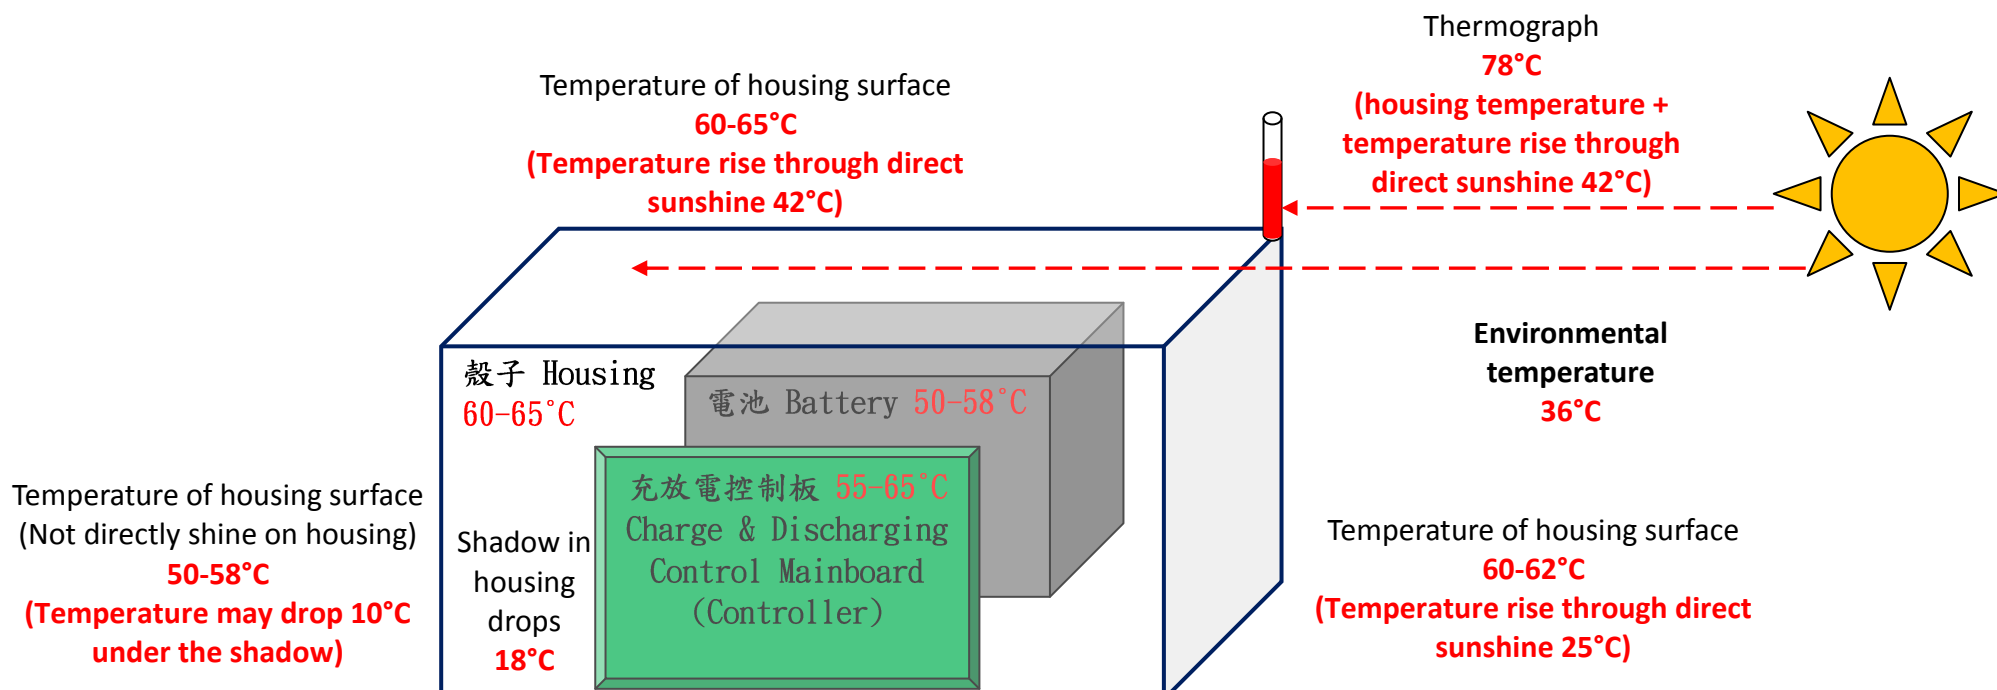 Thermograph
78°C
(housing temperature +
temperature rise through
direct sunshine 42°C)
Temperature of housing surface
60-65°C
(Temperature rise through direct
sunshine 42°C)
Environmental
temperature
36°C
殼子 Housing
60-65°C
電池 Battery 50-58°C
充放電控制板 55-65°C
Charge & Discharging
Control Mainboard
(Controller)
Temperature of housing surface
(Not directly shine on housing)
50-58°C
(Temperature may drop 10°C
under the shadow)
Shadow in
housing
drops
18°C
Temperature of housing surface
60-62°C
(Temperature rise through direct
sunshine 25°C)